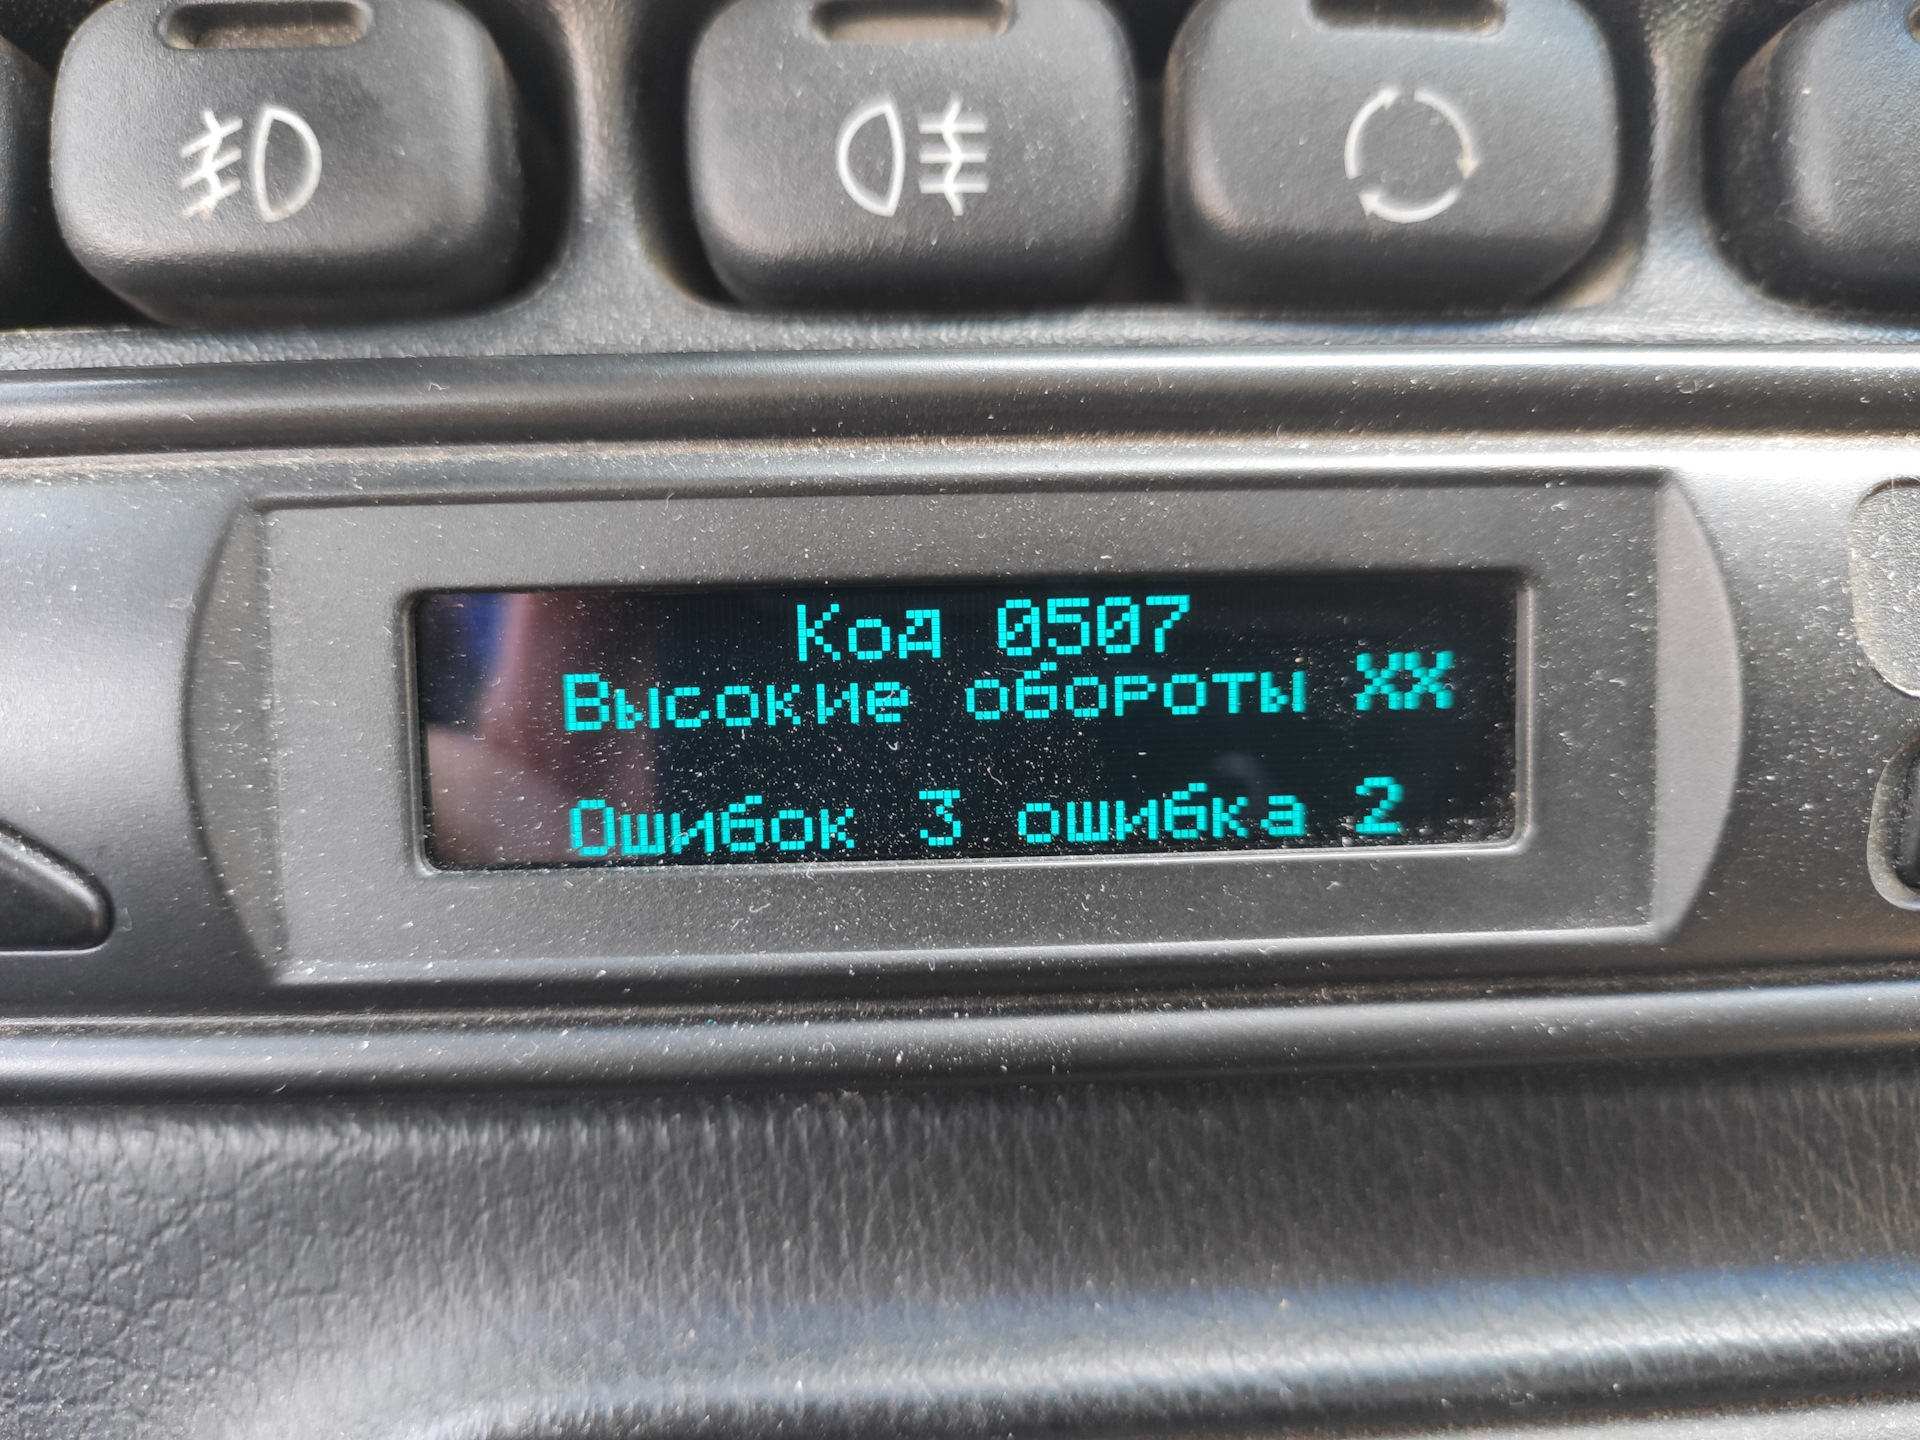 Код 0507
Высокие обороты ХХ
Ошибок 3 ошибка 2